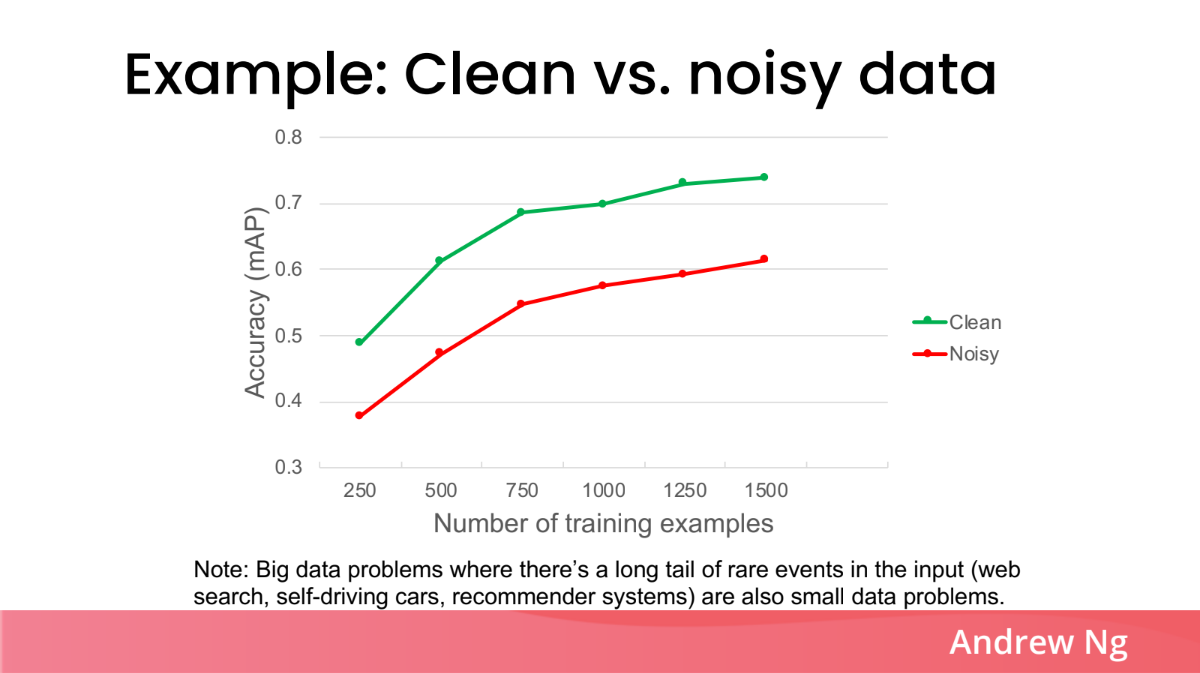 Example: Clean vs. noisy data
0.8
0.7
0.6
0.5
0.4
0.3
Accuracy (mAP)
250 500 750 1000 1250 1500
Number of training examples
Clean
Noisy
Note: Big data problems where there’s a long tail of rare events in the input (web
search, self-driving cars, recommender systems) are also small data problems.
Andrew Ng